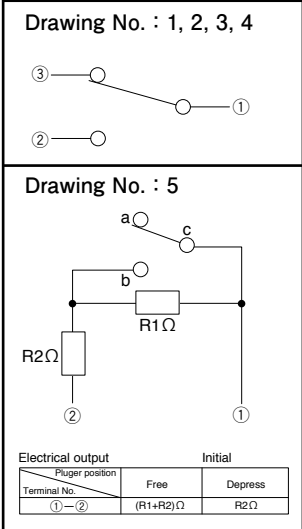 Drawing No. : 1, 2, 3, 4
③
①
②
Drawing No. : 5
a
c
b
R1Ω
R2Ω
② ①
Electrical output Initial
Pluger position
Terminal No. Free Depress
①-② (R1+R2)Ω R2Ω